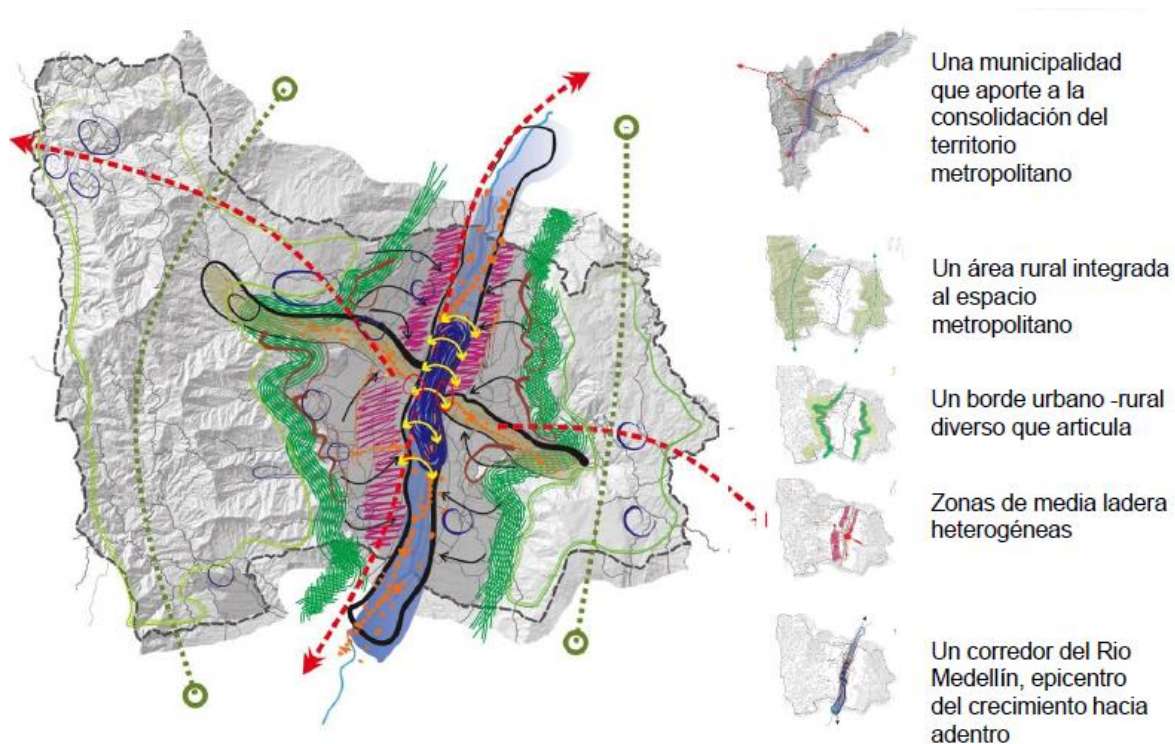 Una municipalidad
que aporte a la
consolidación del
territorio
metropolitano
Un área rural integrada
al espacio
metropolitano
Un borde urbano -rural
diverso que articula
Zonas de media ladera
heterogéneas
Un corredor del Rio
Medellín, epicentro
del crecimiento hacia
adentro